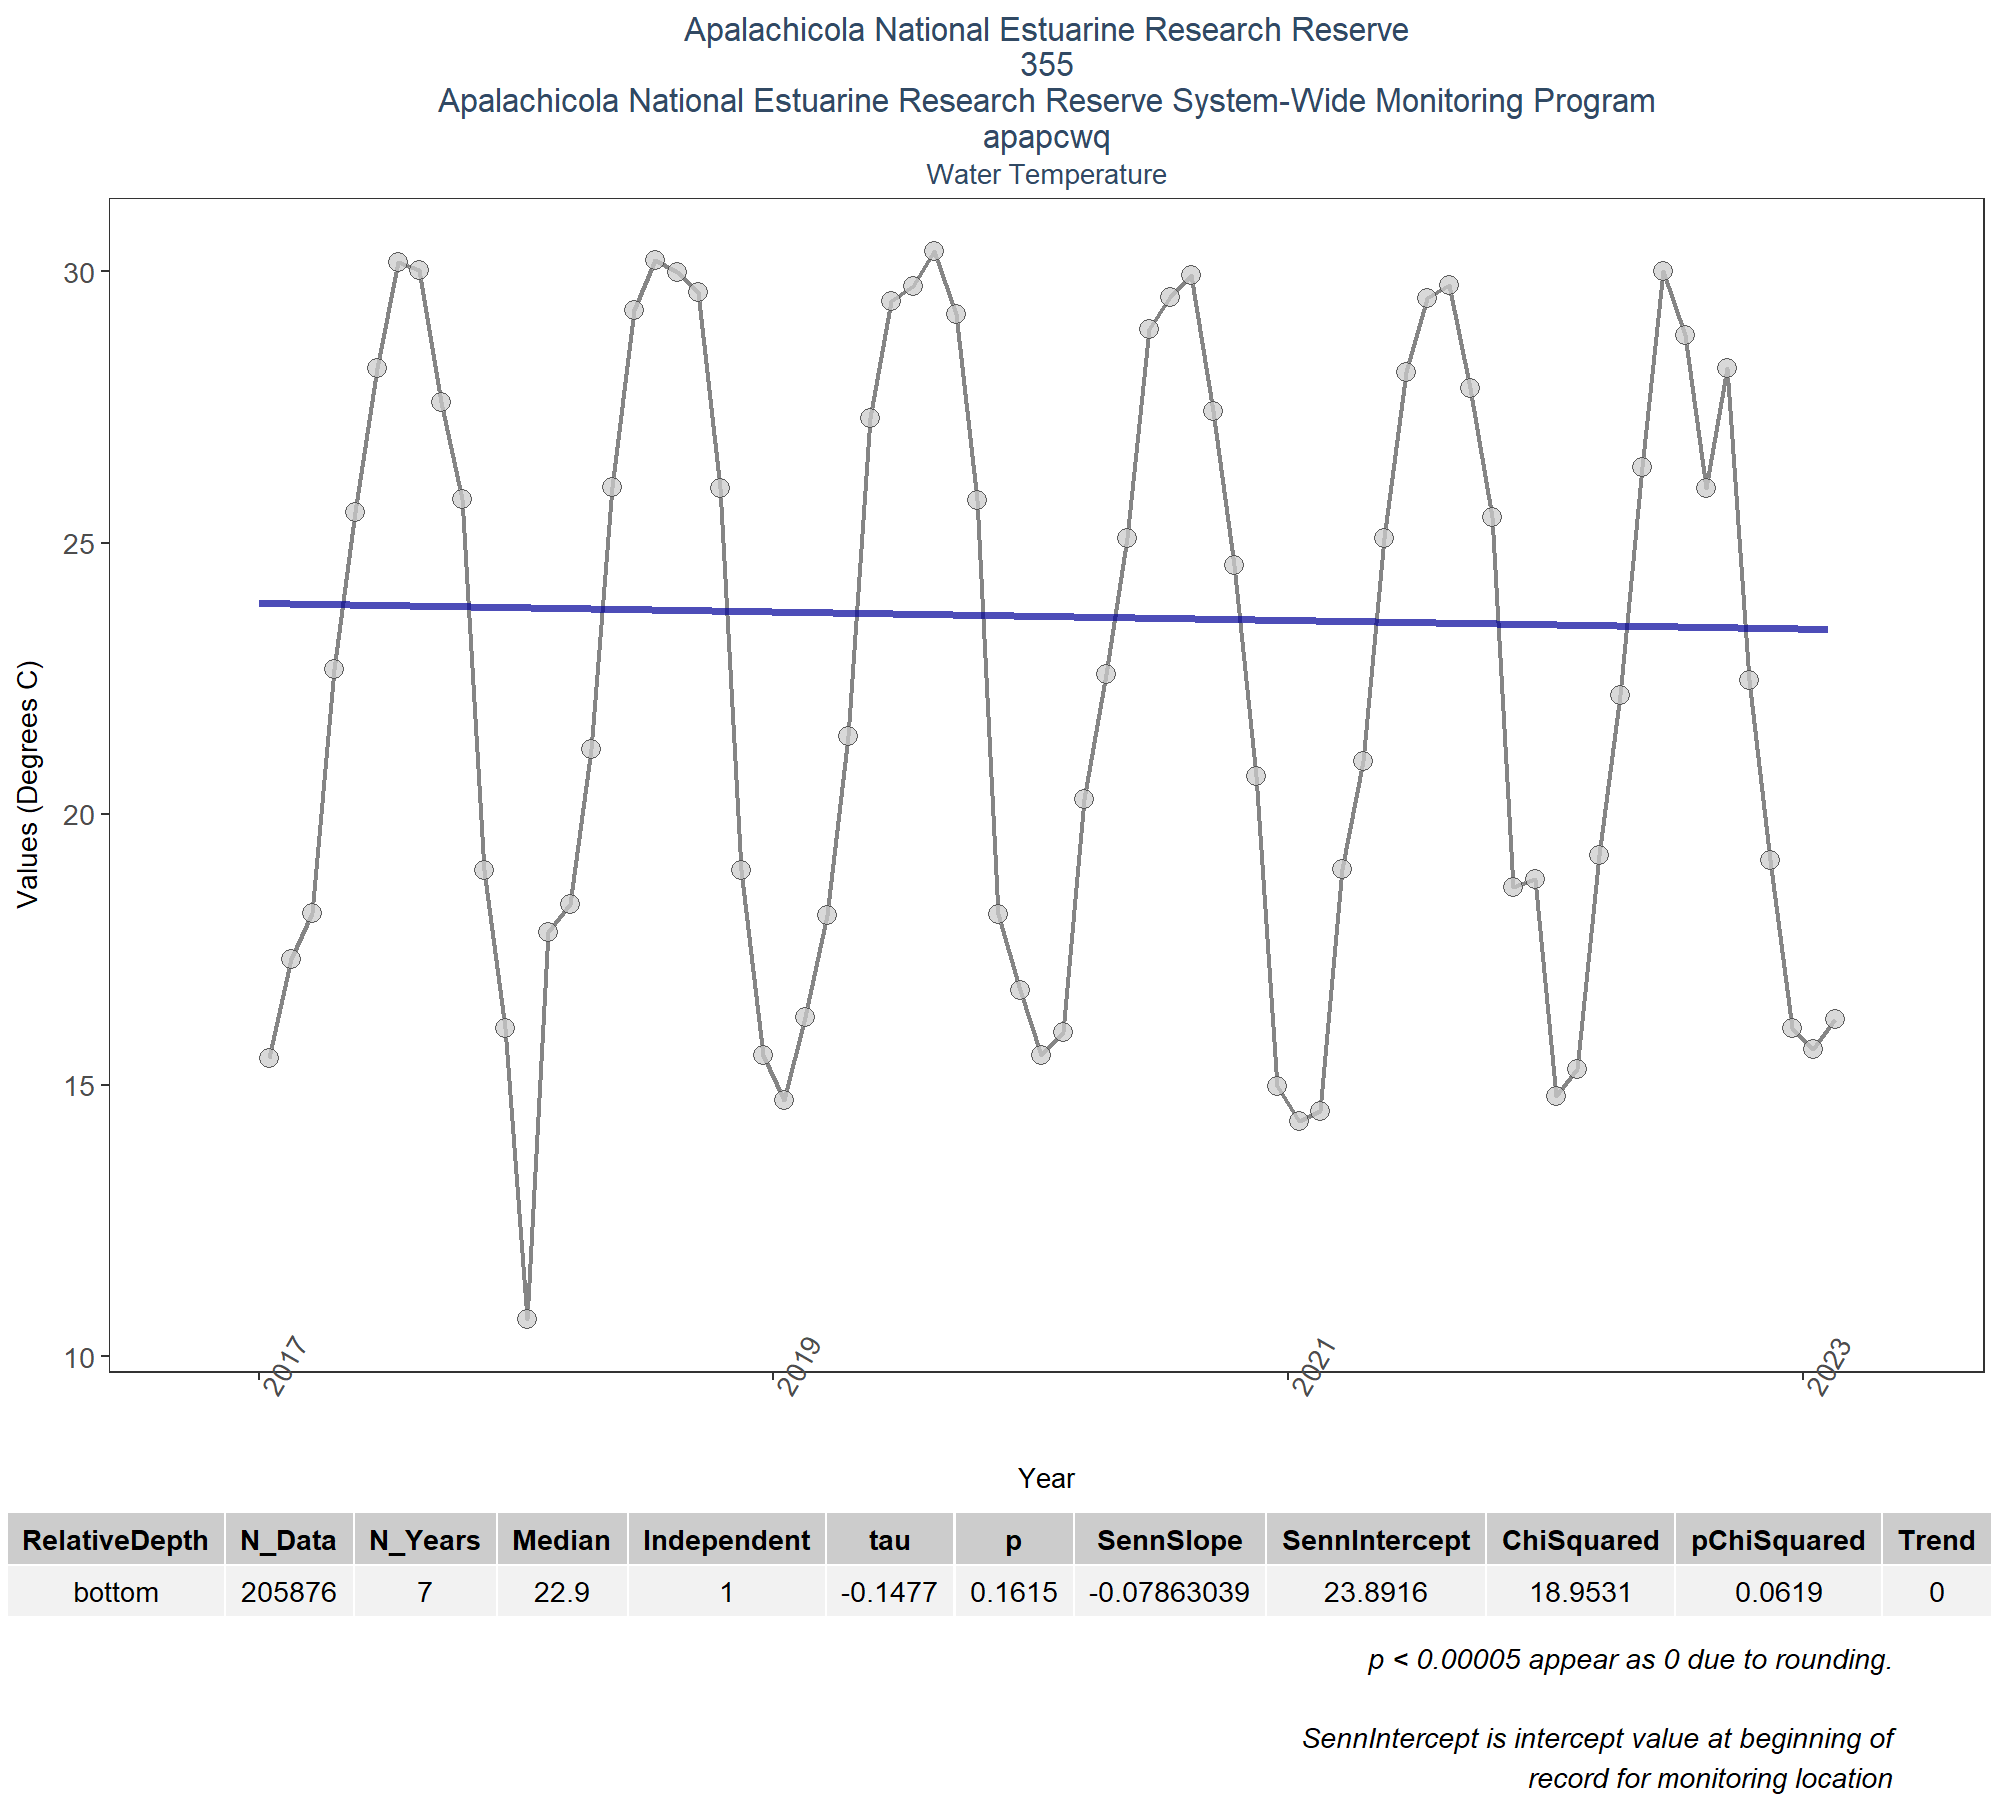 Apalachicola National Estuarine Research Reserve
355
Apalachicola National Estuarine Research Reserve System-Wide Monitoring Program
apapcwq
Water Temperature
Values (Degrees C)
30
25
20
15
10
2017 2019 2021 2023
Year
RelativeDepth N_Data N_Years Median Independent tau p SennSlope SennIntercept ChiSquared pChiSquared Trend
bottom 205876 7 22.9 1 -0.1477 0.1615 -0.07863039 23.8916 18.9531 0.0619 0
p < 0.00005 appear as 0 due to rounding.
SennIntercept is intercept value at beginning of
record for monitoring location